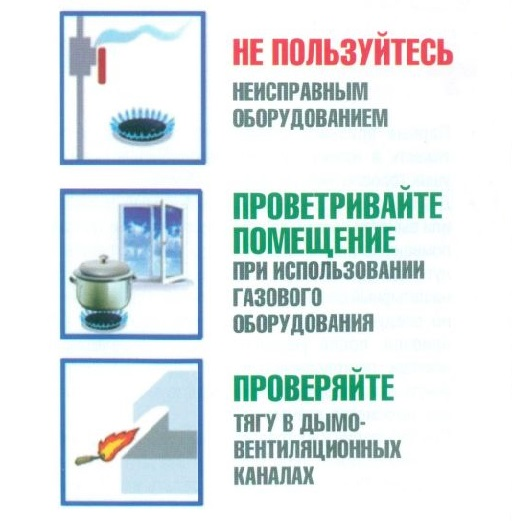 НЕ ПОЛЬЗУЙТЕСЬ
НЕИСПРАВНЫМ
ОБОРУДОВАНИЕМ
ПРОВЕТРИВАЙТЕ
ПОМЕЩЕНИЕ
ПРИ ИСПОЛЬЗОВАНИИ
ГАЗОВОГО
ОБОРУДОВАНИЯ
ПРОВЕРЯЙТЕ
ТЯГУ В ДЫМО-
ВЕНТИЛЯЦИОННЫХ
КАНАЛАХ